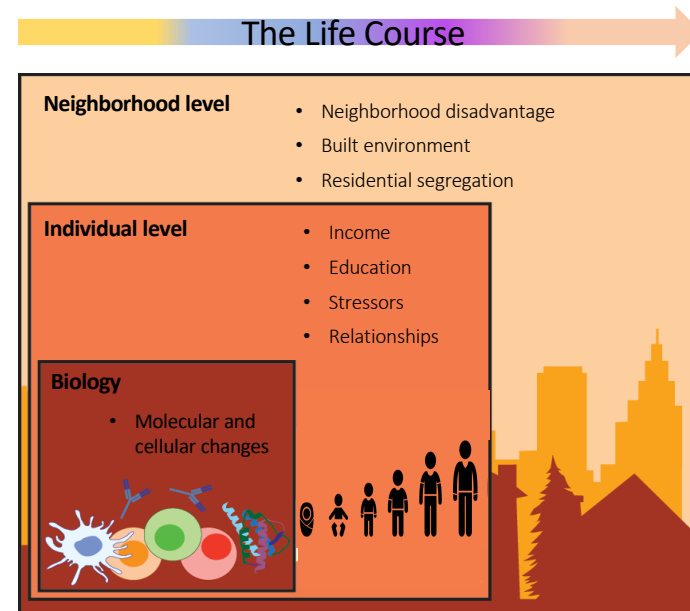 The Life Course
Neighborhood level
• Neighborhood disadvantage
• Built environment
• Residential segregation
Individual level
• Income
• Education
• Stressors
• Relationships
Biology
• Molecular and
cellular changes